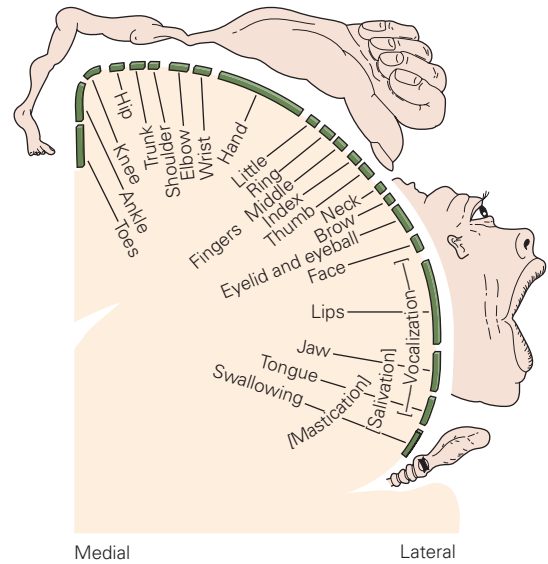 Toes
Ankle
Knee
Hip
Trunk
Shoulder
Elbow
Wrist
Hand
Little
Ring
Middle
Index
Thumb
Fingers
Neck
Brow
Eyelid and eyeball
Face
Lips
Vocalization
Jaw
Tongue
Swallowing
[Mastication]
[Salivation]
Medial
Lateral